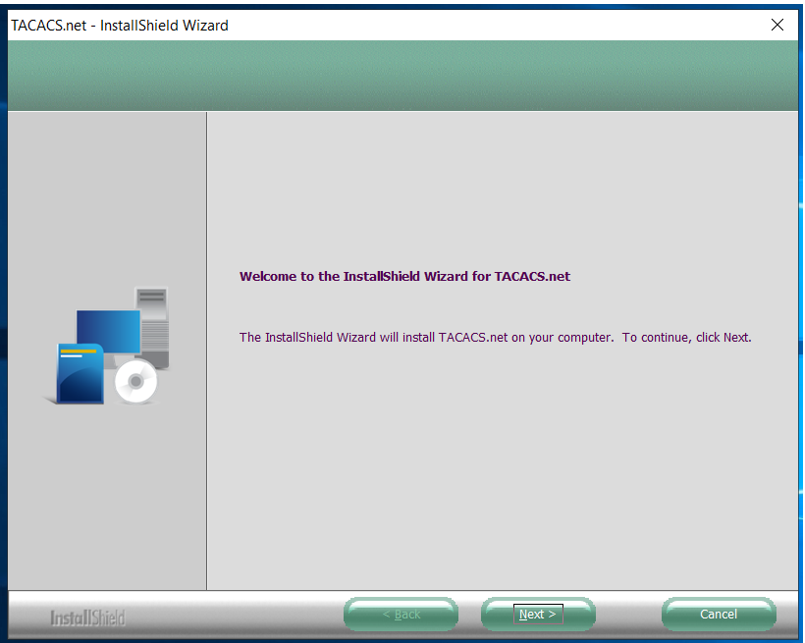 TACACS.net - InstallShield Wizard
Welcome to the InstallShield Wizard for TACACS.net
The InstallShield Wizard will install TACACS.net on your computer.  To continue, click Next.
InstallShield
< Back
Next >
Cancel